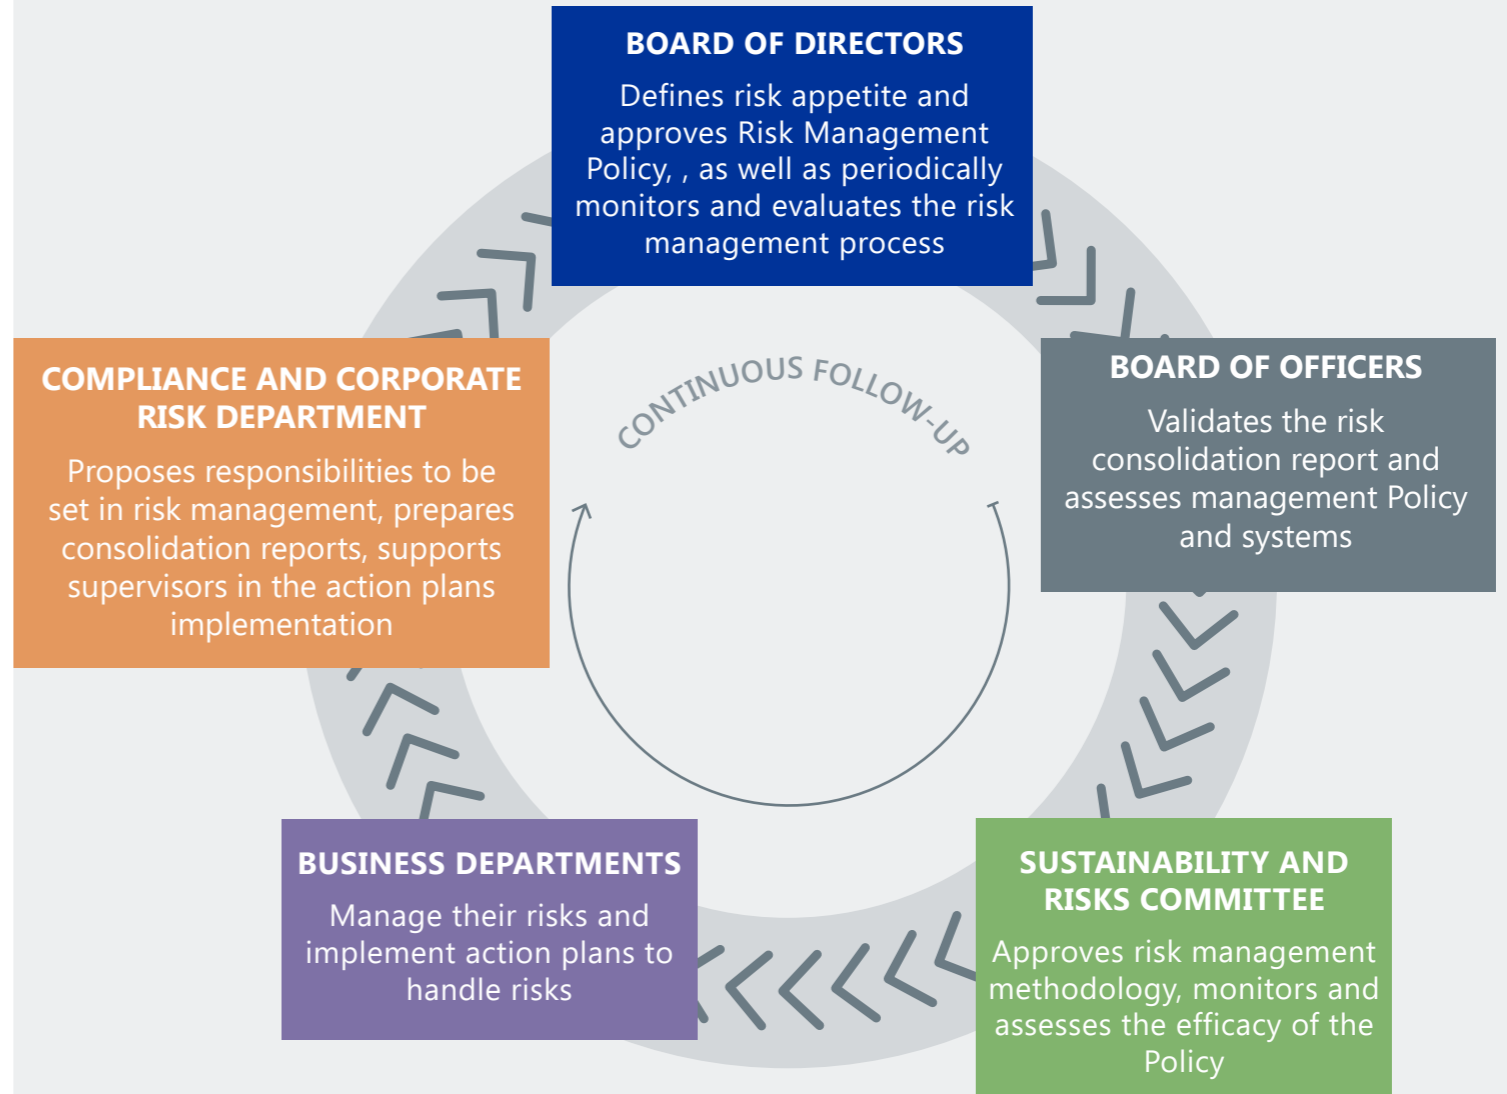 BOARD OF DIRECTORS
Defines risk appetite and
approves Risk Management
Policy, , as well as periodically
monitors and evaluates the risk
management process
CONTINUOUS FOLLOW-UP
BOARD OF OFFICERS
Validates the risk
consolidation report and
assesses management Policy
and systems
SUSTAINABILITY AND
RISKS COMMITTEE
Approves risk management
methodology, monitors and
assesses the efficacy of the
Policy
BUSINESS DEPARTMENTS
Manage their risks and
implement action plans to
handle risks
COMPLIANCE AND CORPORATE
RISK DEPARTMENT
Proposes responsibilities to be
set in risk management, prepares
consolidation reports, supports
supervisors in the action plans
implementation